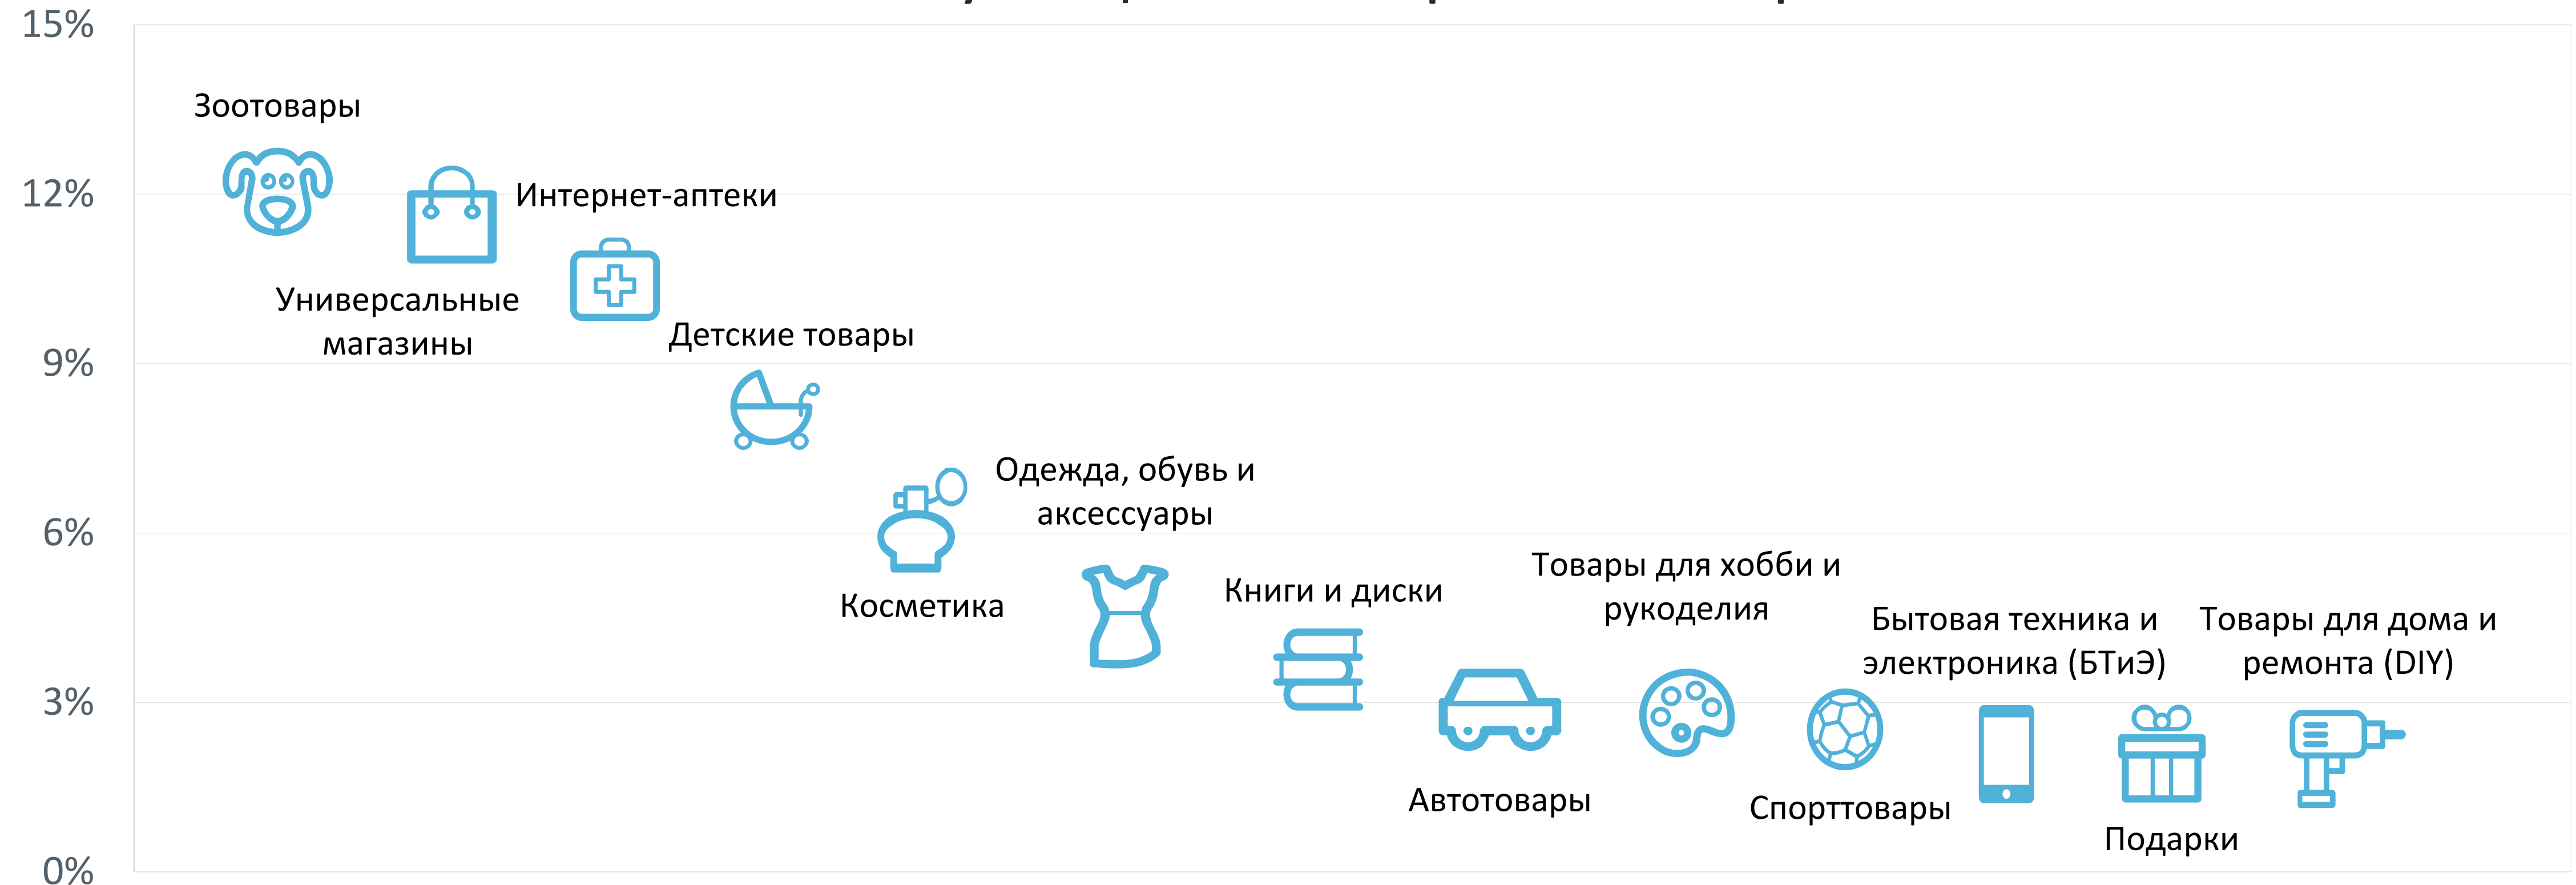 15%
Зоотовары
12%
Интернет-аптеки
Универсальные
магазины
Детские товары
9%
Одежда, обувь и
аксессуары
6%
Косметика
Книги и диски
Товары для хобби и
рукоделия
Бытовая техника и
электроника (БТиЭ)
Товары для дома и
ремонта (DIY)
3%
Автотовары
Спорттовары
Подарки
0%